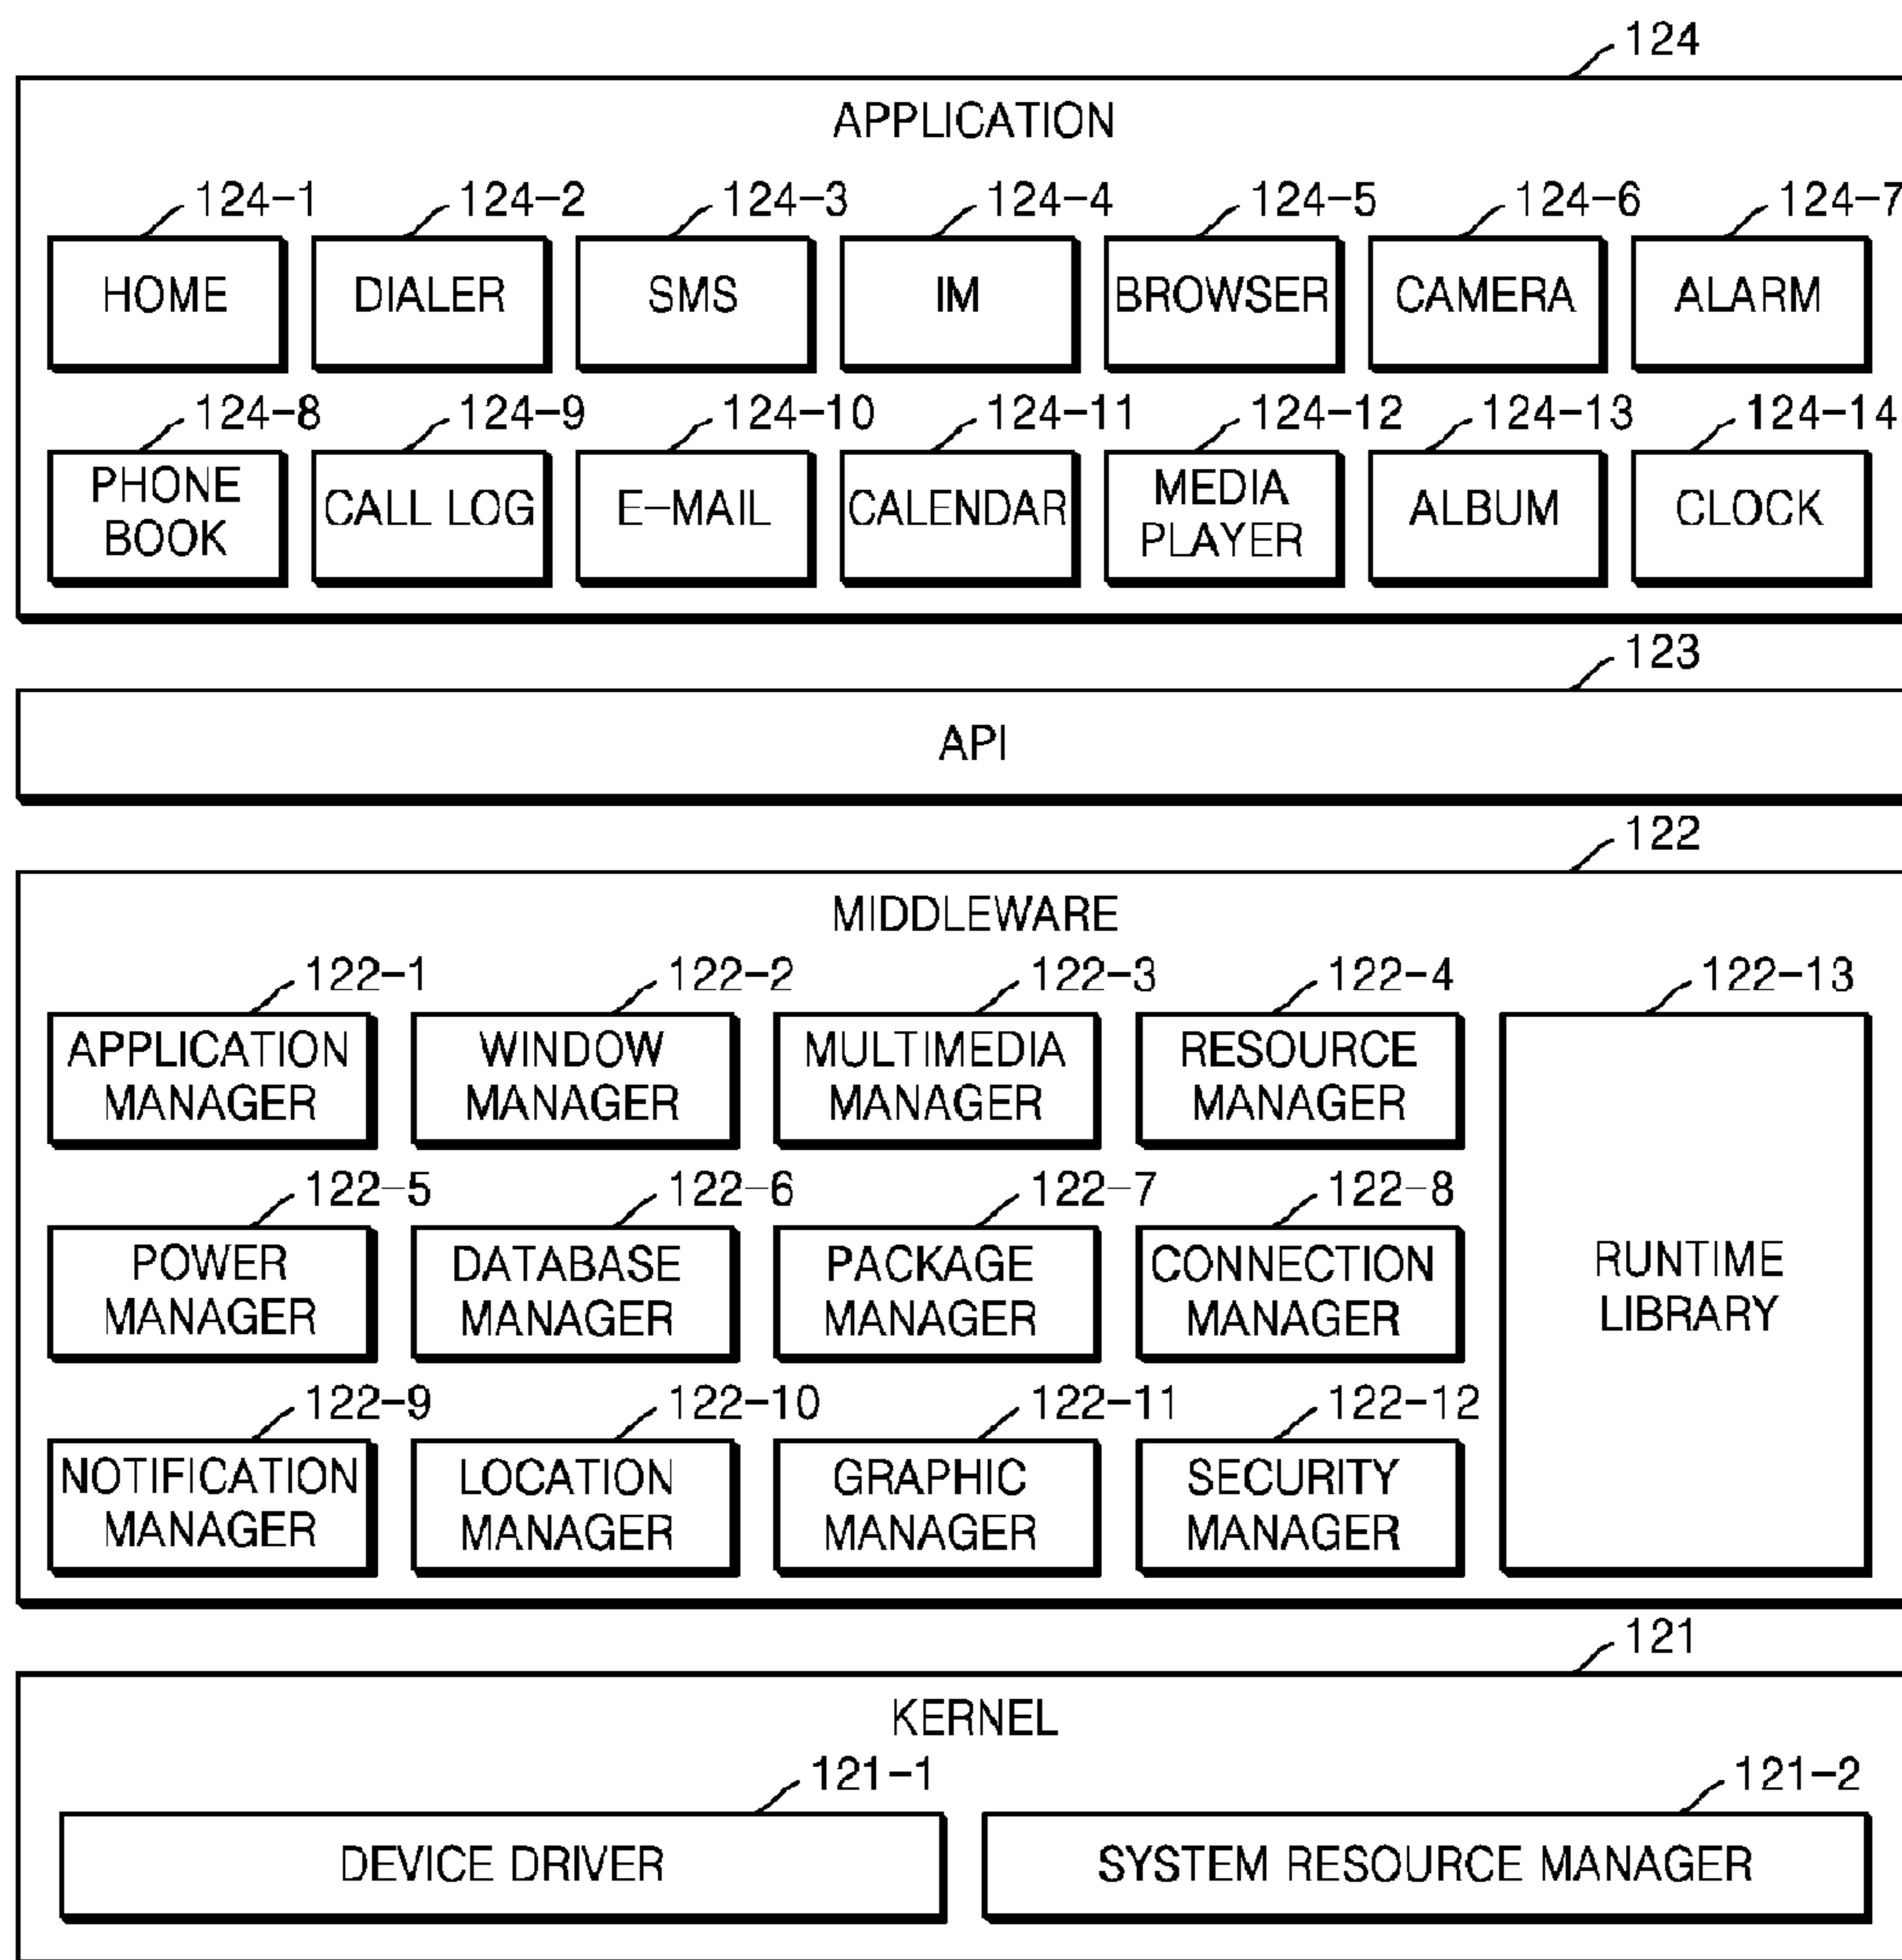 124
APPLICATION
124-1 124-2 124-3 124-4 124-5 124-6 124-7
HOME DIALER SMS IM BROWSER CAMERA ALARM
124-8 124-9 124-10 124-11 124-12 124-13 124-14
PHONE BOOK CALL LOG E-MAIL CALENDAR MEDIA PLAYER ALBUM CLOCK
123
API
122
MIDDLEWARE
122-1 122-2 122-3 122-4 122-13
APPLICATION MANAGER WINDOW MANAGER MULTIMEDIA MANAGER RESOURCE MANAGER
122-5 122-6 122-7 122-8
POWER MANAGER DATABASE MANAGER PACKAGE MANAGER CONNECTION MANAGER RUNTIME LIBRARY
122-9 122-10 122-11 122-12
NOTIFICATION MANAGER LOCATION MANAGER GRAPHIC MANAGER SECURITY MANAGER
121
KERNEL
121-1 121-2
DEVICE DRIVER SYSTEM RESOURCE MANAGER